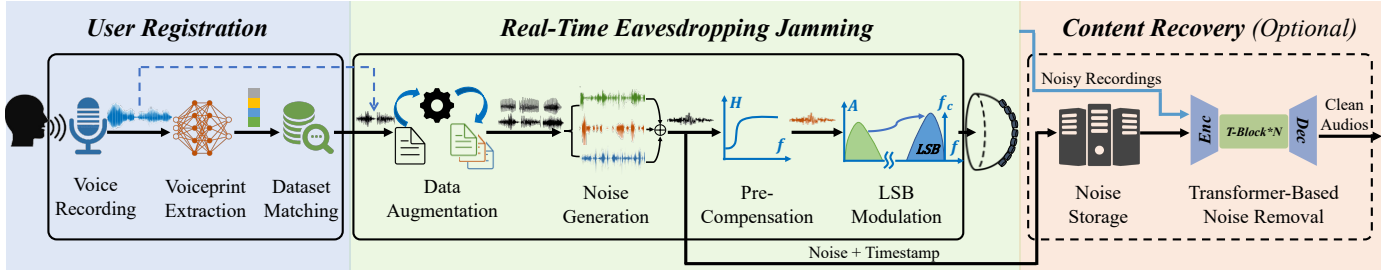 User Registration
Real-Time Eavesdropping Jamming
Content Recovery (Optional)
Voice
Recording
Voiceprint
Extraction
Dataset
Matching
Data
Augmentation
Noise
Generation
H
f
Pre-
Compensation
A
f_c
LSB
f
LSB
Modulation
Noise + Timestamp
Noisy Recordings
Noise
Storage
Enc
T-Block*N
Dec
Transformer-Based
Noise Removal
Clean
Audios